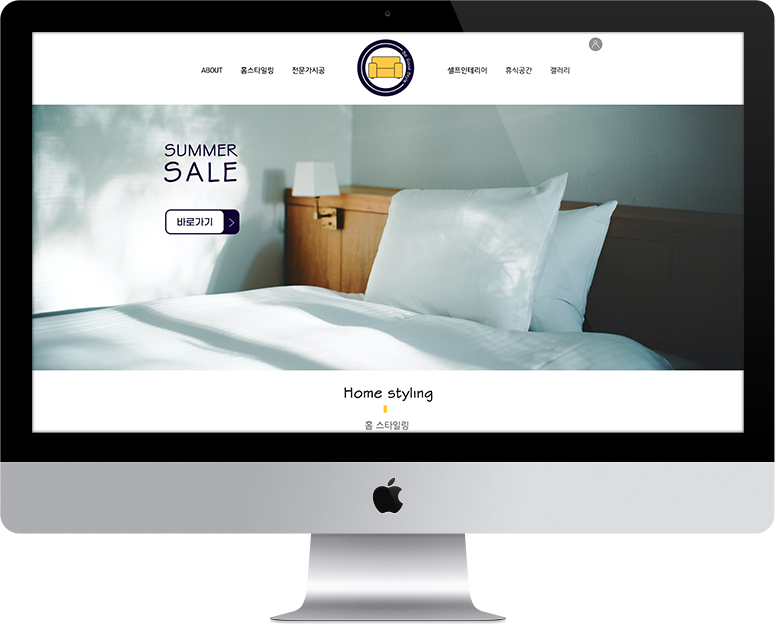 ABOUT 홈스타일링 전문가시공 셀프인테리어 휴식공간 갤러리
SUMMER
SALE
바로가기
Home styling
홈 스타일링